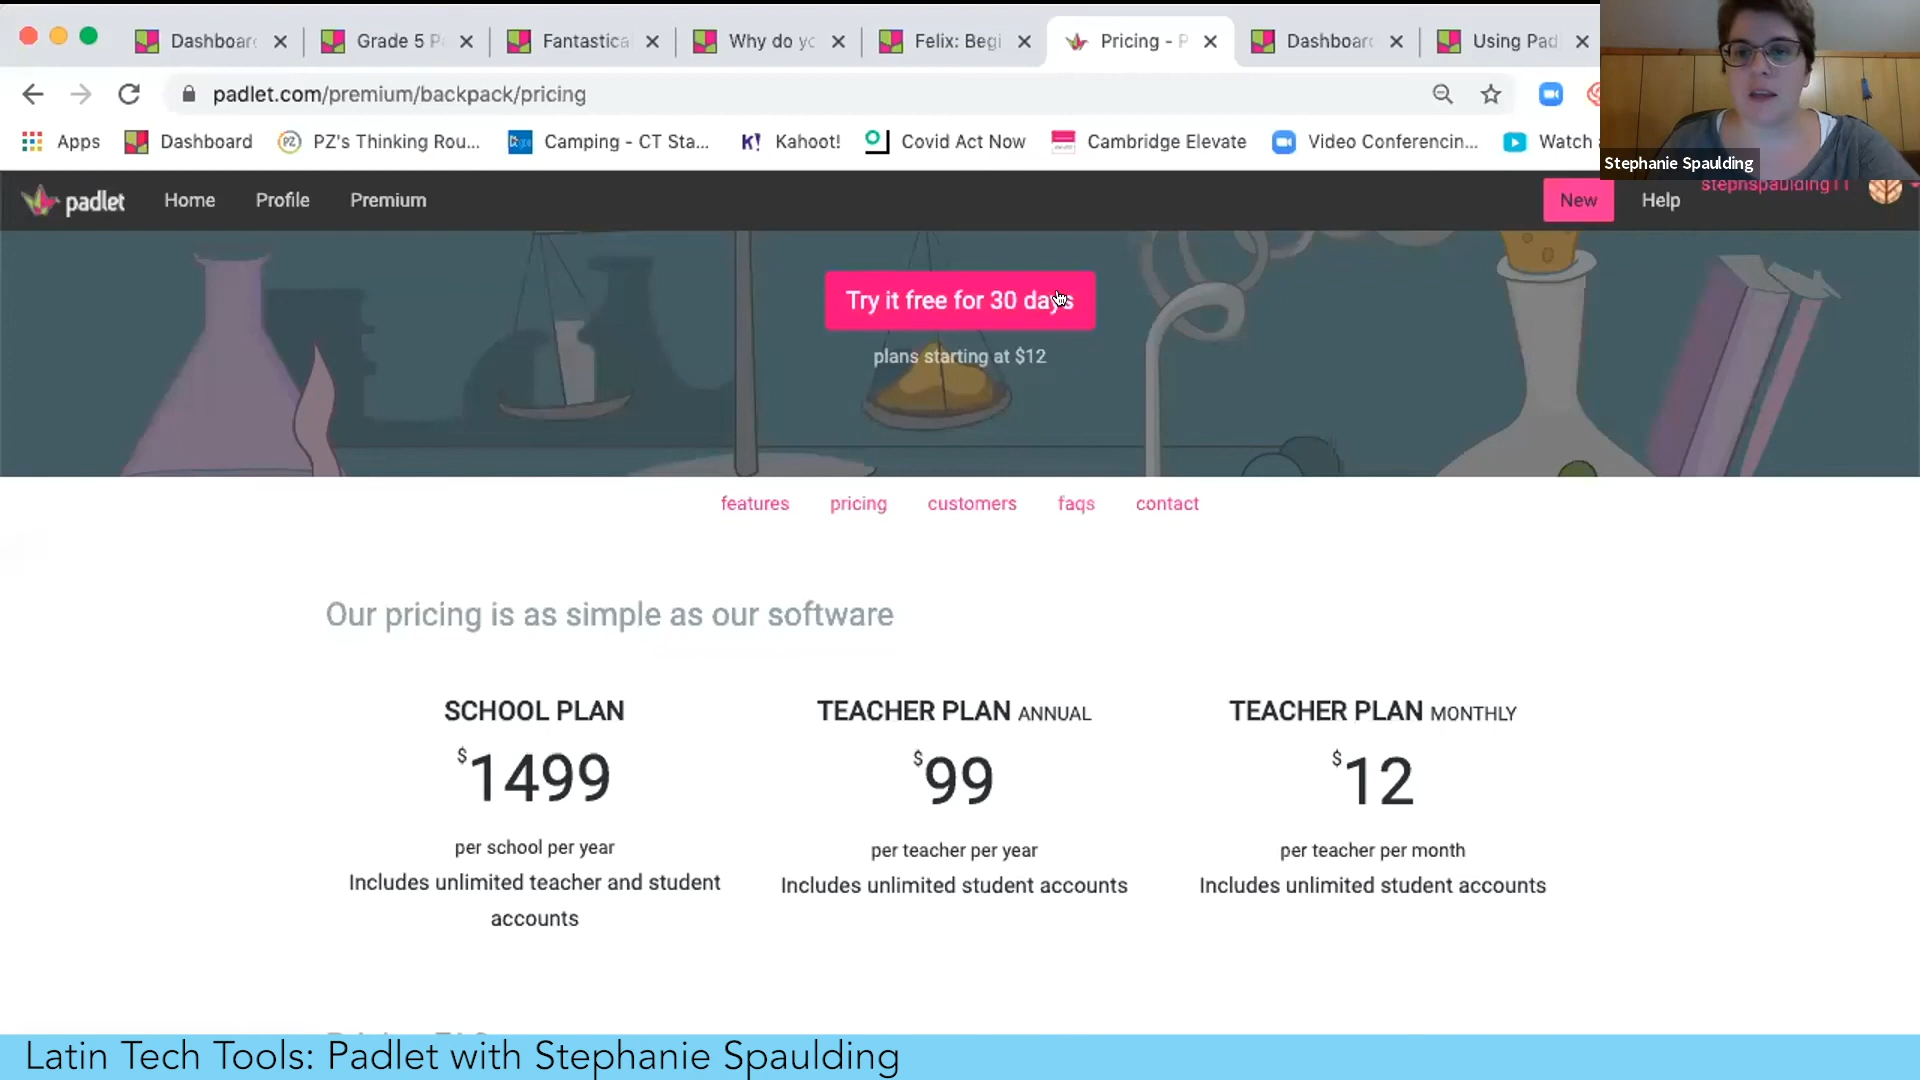 Dashboar
Grade 5 P
Fantastica
Why do yo
Felix: Begi
Pricing - P
Dashboar
Using Pad
padlet.com/premium/backpack/pricing
Apps
Dashboard
PZ's Thinking Rou...
Camping - CT Sta...
K! Kahoot!
Covid Act Now
Cambridge Elevate
Video Conferencin...
Watch
Stephanie Spaulding
padlet
Home
Profile
Premium
New
Help
stephspaulding11
Try it free for 30 days
plans starting at $12
features
pricing
customers
faqs
contact
Our pricing is as simple as our software
SCHOOL PLAN
$1499
per school per year
Includes unlimited teacher and student
accounts
TEACHER PLAN ANNUAL
$99
per teacher per year
Includes unlimited student accounts
TEACHER PLAN MONTHLY
$12
per teacher per month
Includes unlimited student accounts
Latin Tech Tools: Padlet with Stephanie Spaulding